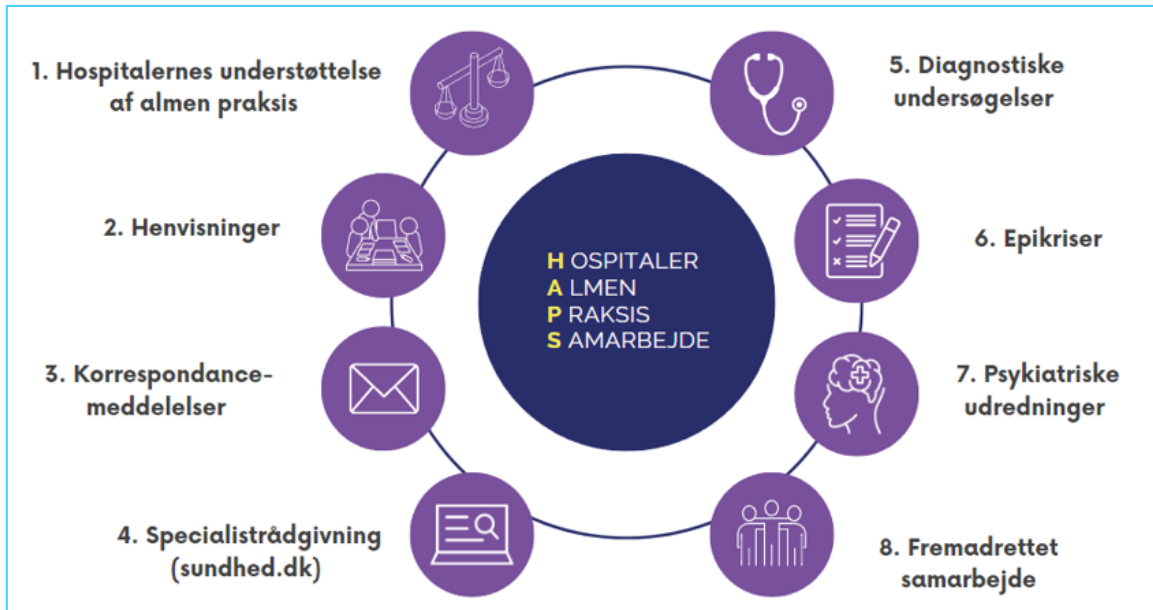 1. Hospitalernes understøttelse
af almen praksis
2. Henvisninger
3. Korrespondance-
meddelelser
4. Specialistrådgivning
(sundhed.dk)
H OSPITALER
A LMEN
P RAKSIS
S AMARBEJDE
5. Diagnostiske
undersøgelser
6. Epikriser
7. Psykiatriske
udredninger
8. Fremadrettet
samarbejde